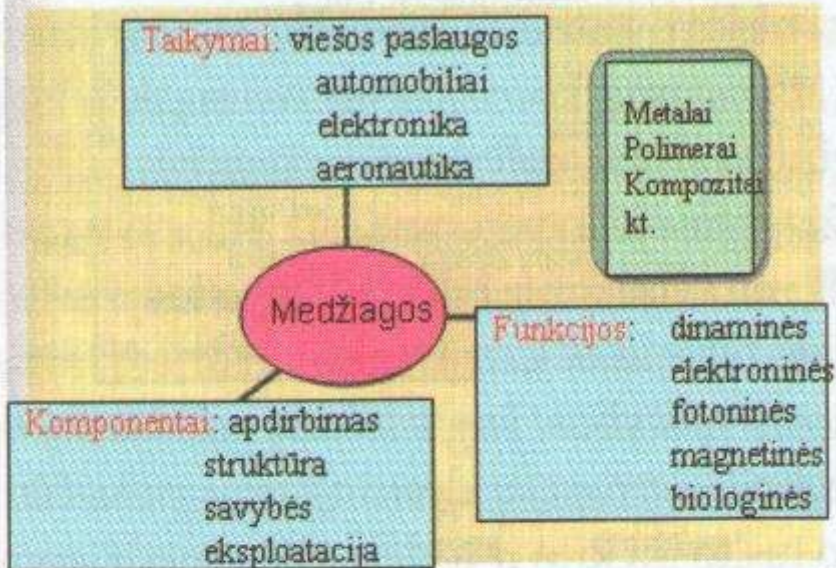 Taikymai: viešos paslaugos
automobiliai
elektronika
aeronautika
Metalai
Polimerai
Kompozitai
kt.
Medžiagos
Funkcijos: dinaminės
elektroninės
fotoninės
magnetinės
biologinės
Komponentai: apdirbimas
struktūra
savybės
eksploatacija